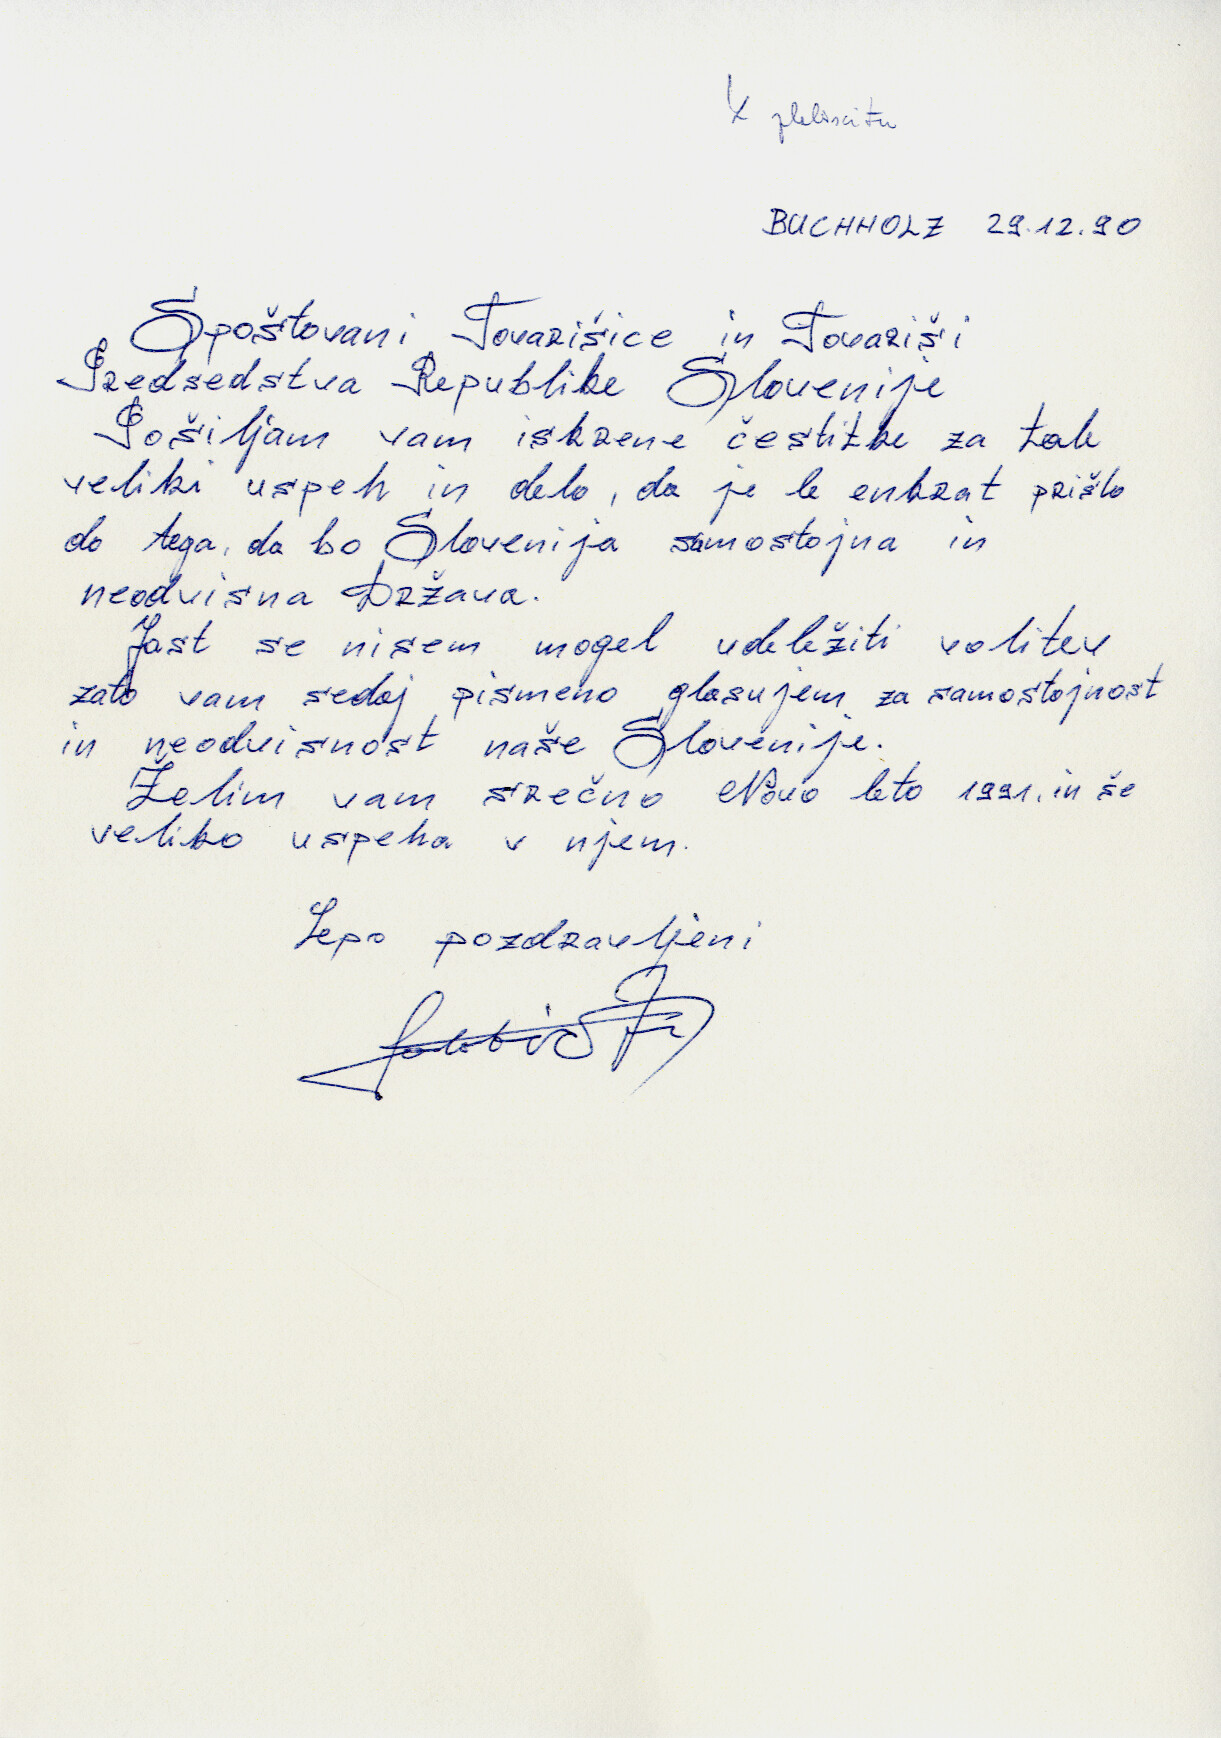 K plebiscitu
BUCHHOLZ 29.12.90
Spoštovani Tovarišice in Tovariši
Predsedstva Republike Slovenije
Pošiljam vam iskrene čestitke za tak
veliki uspeh in delo, da je le enkrat prišlo
do tega, da bo Slovenija samostojna in
neodvisna Država.
Jast se nisem mogel udeležiti volitev
zato vam sedaj pismeno glasujem za samostojnost
in neodvisnost naše Slovenije.
Želim vam srečno Novo leto 1991. in še
veliko uspeha v njem.
Lepo pozdravljeni